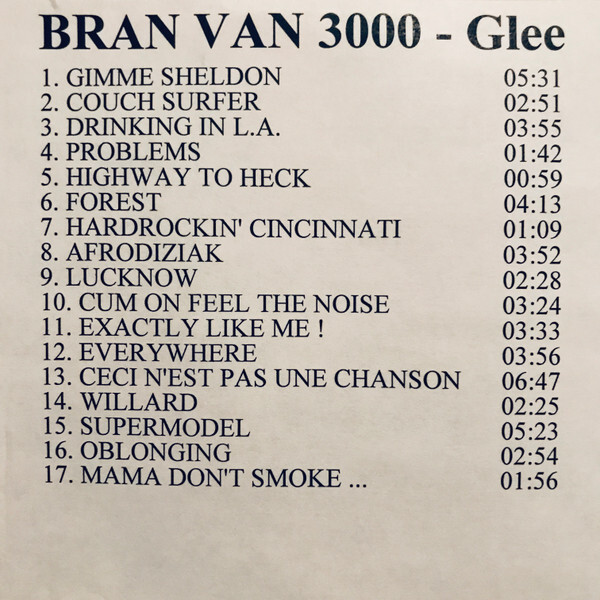 BRAN VAN 3000 - Glee
1. GIMME SHELDON 05:31
2. COUCH SURFER 02:51
3. DRINKING IN L.A. 03:55
4. PROBLEMS 01:42
5. HIGHWAY TO HECK 00:59
6. FOREST 04:13
7. HARDROCKIN' CINCINNATI 01:09
8. AFRODIZIAK 03:52
9. LUCKNOW 02:28
10. CUM ON FEEL THE NOISE 03:24
11. EXACTLY LIKE ME ! 03:33
12. EVERYWHERE 03:56
13. CECI N'EST PAS UNE CHANSON 06:47
14. WILLARD 02:25
15. SUPERMODEL 05:23
16. OBLONGING 02:54
17. MAMA DON'T SMOKE ... 01:56